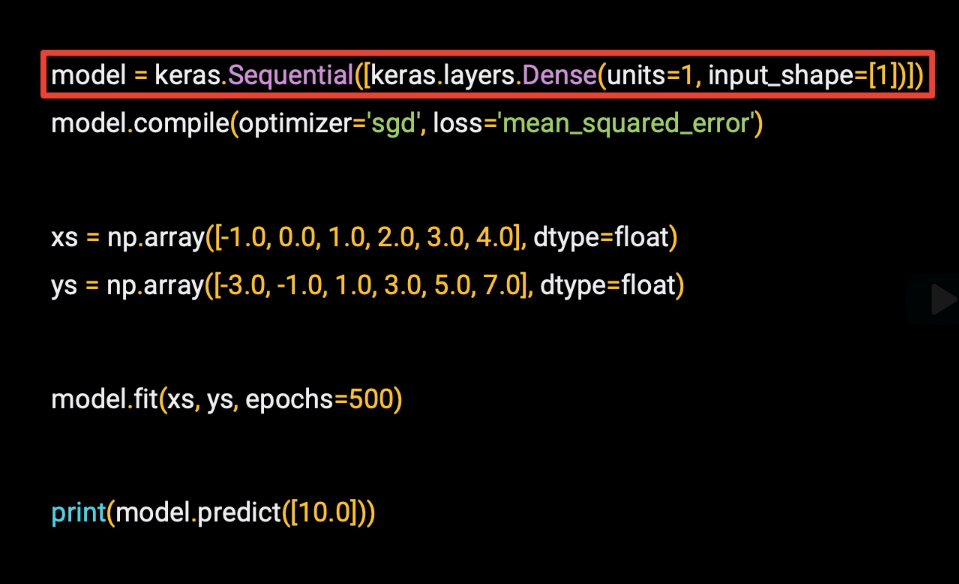 model = keras.Sequential([keras.layers.Dense(units=1, input_shape=[1])])
model.compile(optimizer='sgd', loss='mean_squared_error')
xs = np.array([-1.0, 0.0, 1.0, 2.0, 3.0, 4.0], dtype=float)
ys = np.array([-3.0, -1.0, 1.0, 3.0, 5.0, 7.0], dtype=float)
model.fit(xs, ys, epochs=500)
print(model.predict([10.0]))